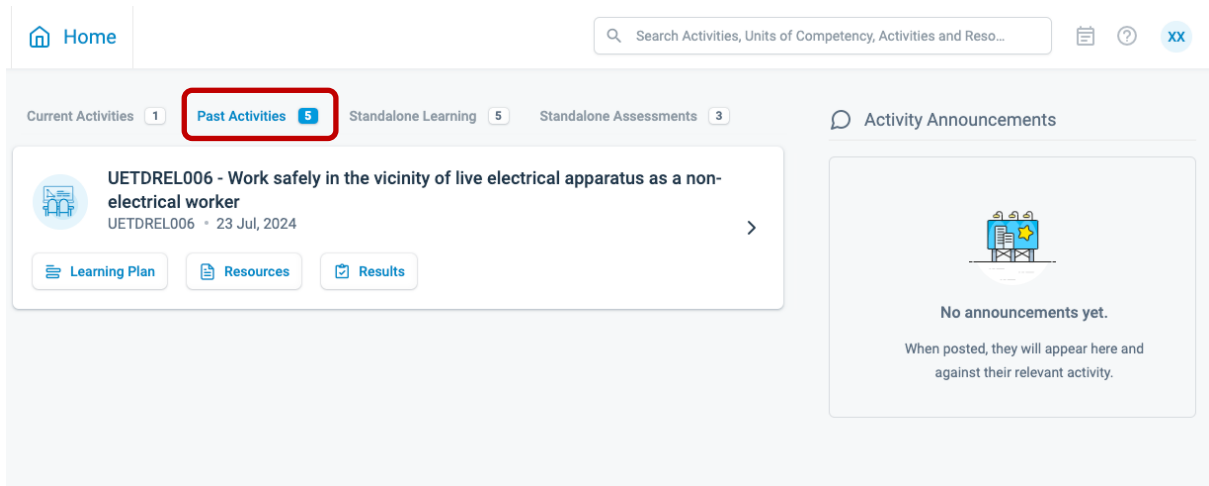 Home
Search Activities, Units of Competency, Activities and Reso...
XX
Current Activities 1
Past Activities 5
Standalone Learning 5
Standalone Assessments 3
Activity Announcements
UETDREL006 - Work safely in the vicinity of live electrical apparatus as a non-
electrical worker
UETDREL006 • 23 Jul, 2024
Learning Plan
Resources
Results
No announcements yet.
When posted, they will appear here and
against their relevant activity.